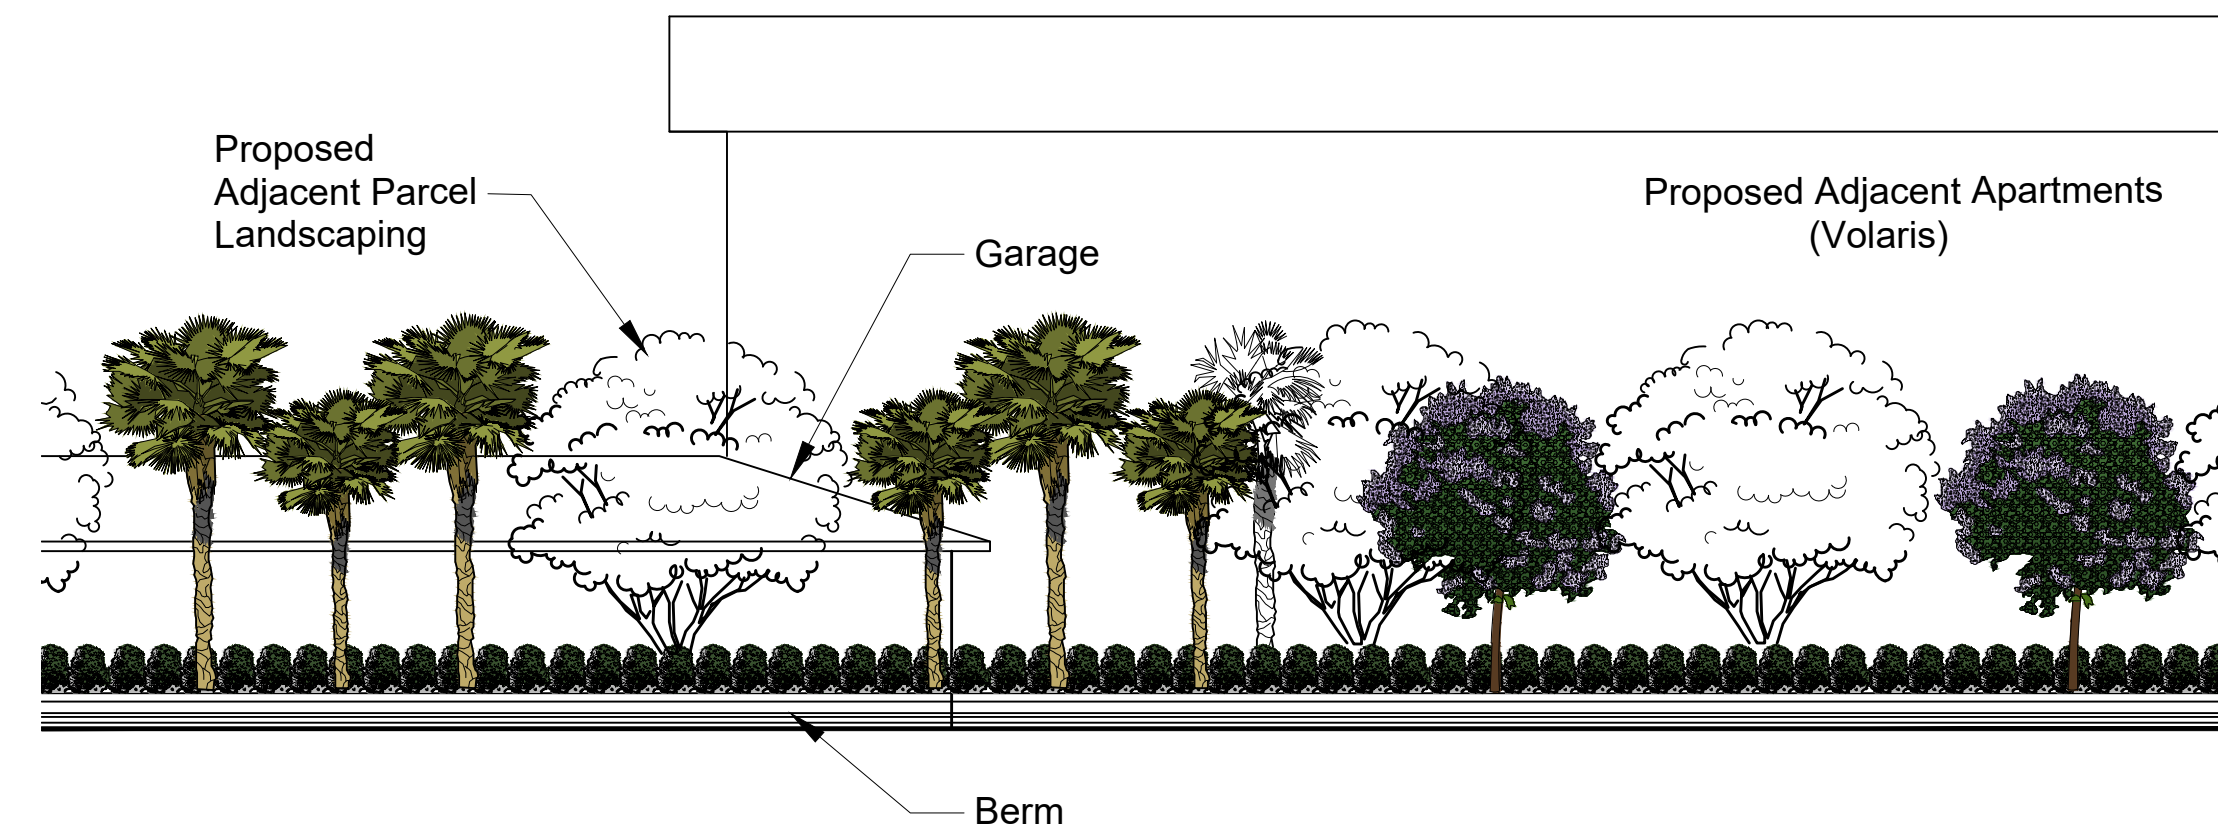 Proposed
Adjacent Parcel
Landscaping
Garage
Proposed Adjacent Apartments
(Volaris)
Berm